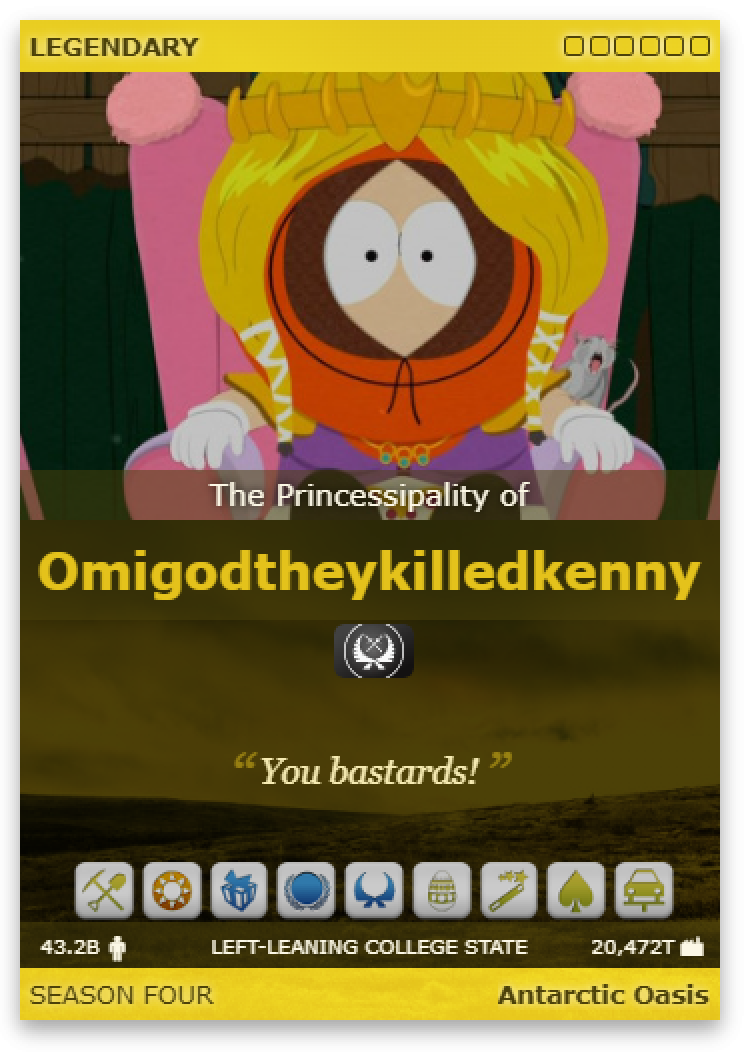 LEGENDARY
The Princessipality of
Omigodtheykilledkenny
“You bastards!”
43.2B LEFT-LEANING COLLEGE STATE 20,472T
SEASON FOUR Antarctic Oasis